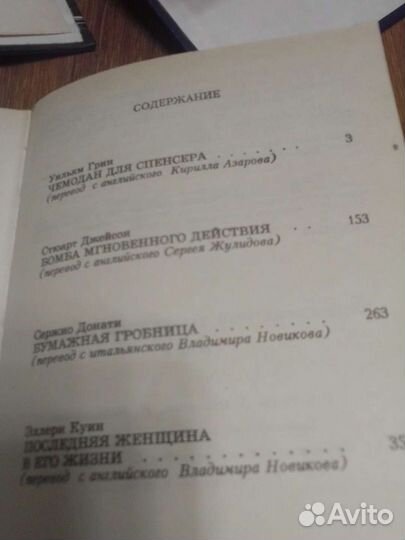 СОДЕРЖАНИЕ
Уильям Грин
ЧЕМОДАН ДЛЯ СПЕНСЕРА . . . . . . . 3
(перевод с английского Кирилла Азарова)
Стюарт Джейсон
БОМБА МГНОВЕННОГО ДЕЙСТВИЯ . . 153
(перевод с английского Сергея Жулидова)
Сержио Донати
БУМАЖНАЯ ГРОБНИЦА . . . . . . . . 263
(перевод с итальянского Владимира Новикова)
Эллери Куин
ПОСЛЕДНЯЯ ЖЕНЩИНА
В ЕГО ЖИЗНИ . . . . . . . . . . . 35
(перевод с английского Владимира Новикова)
Avito